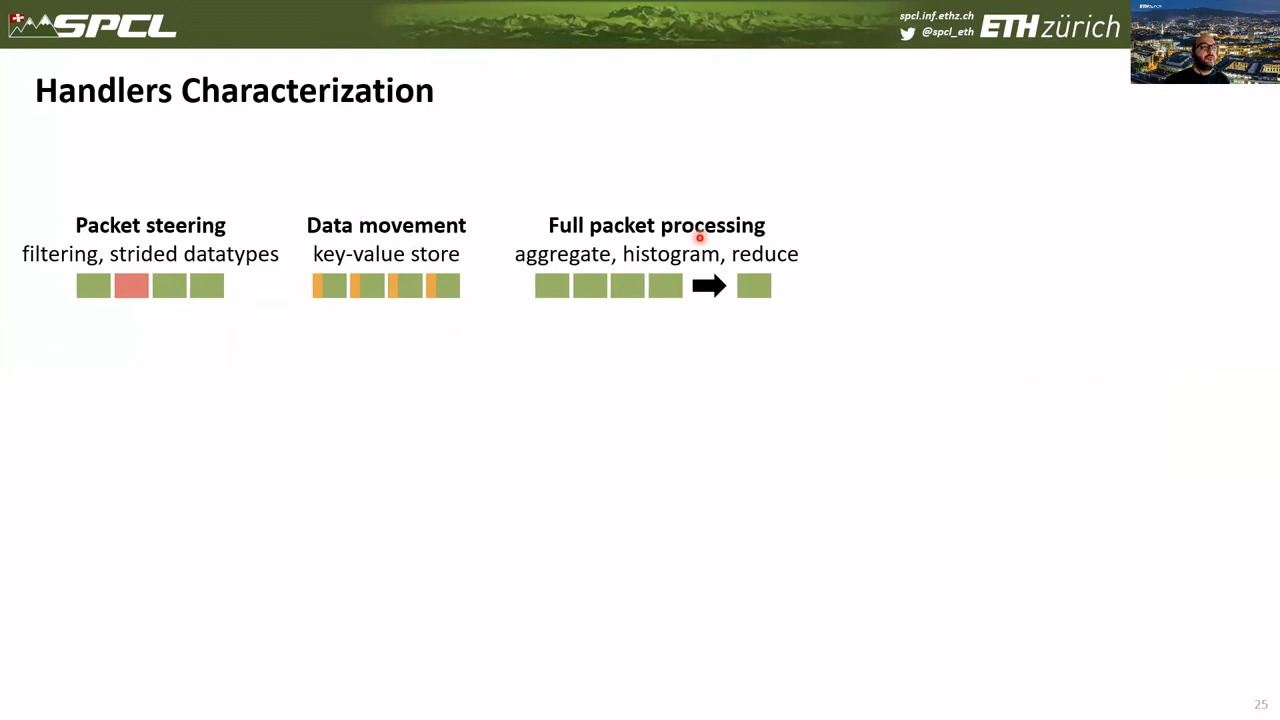 SPCL
spcl.inf.ethz.ch
@spcl_eth
ETH zürich
Handlers Characterization
Packet steering
filtering, strided datatypes
Data movement
key-value store
Full packet processing
aggregate, histogram, reduce
25